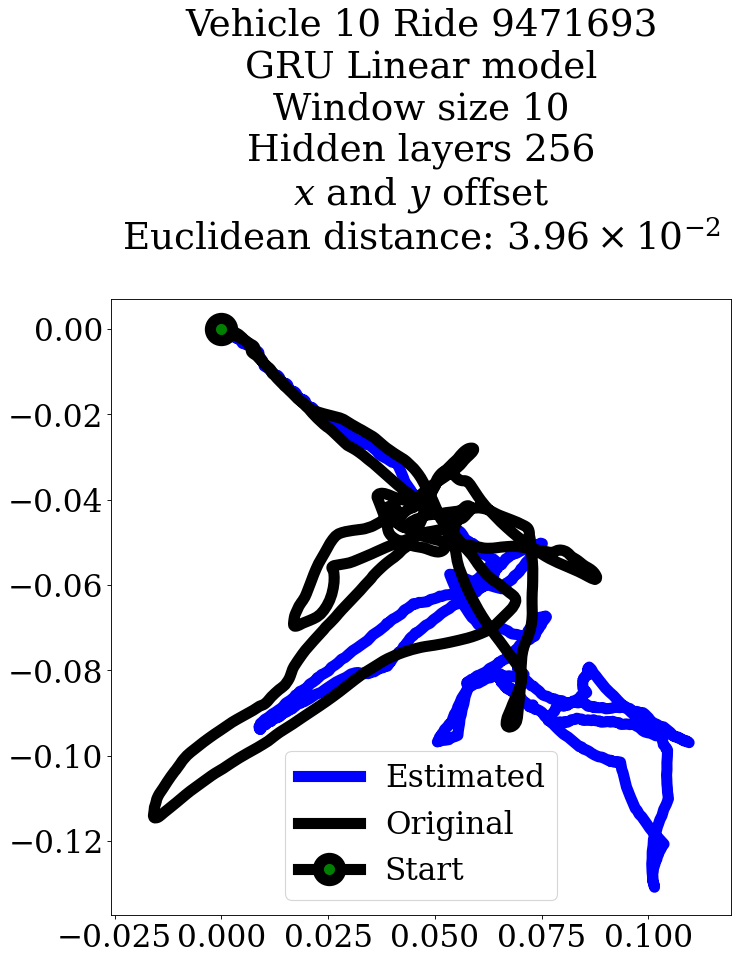 Vehicle 10 Ride 9471693
GRU Linear model
Window size 10
Hidden layers 256
x and y offset
Euclidean distance: 3.96 × 10⁻²
0.00
−0.02
−0.04
−0.06
−0.08
−0.10
−0.12
Estimated
Original
Start
−0.025 0.000 0.025 0.050 0.075 0.100